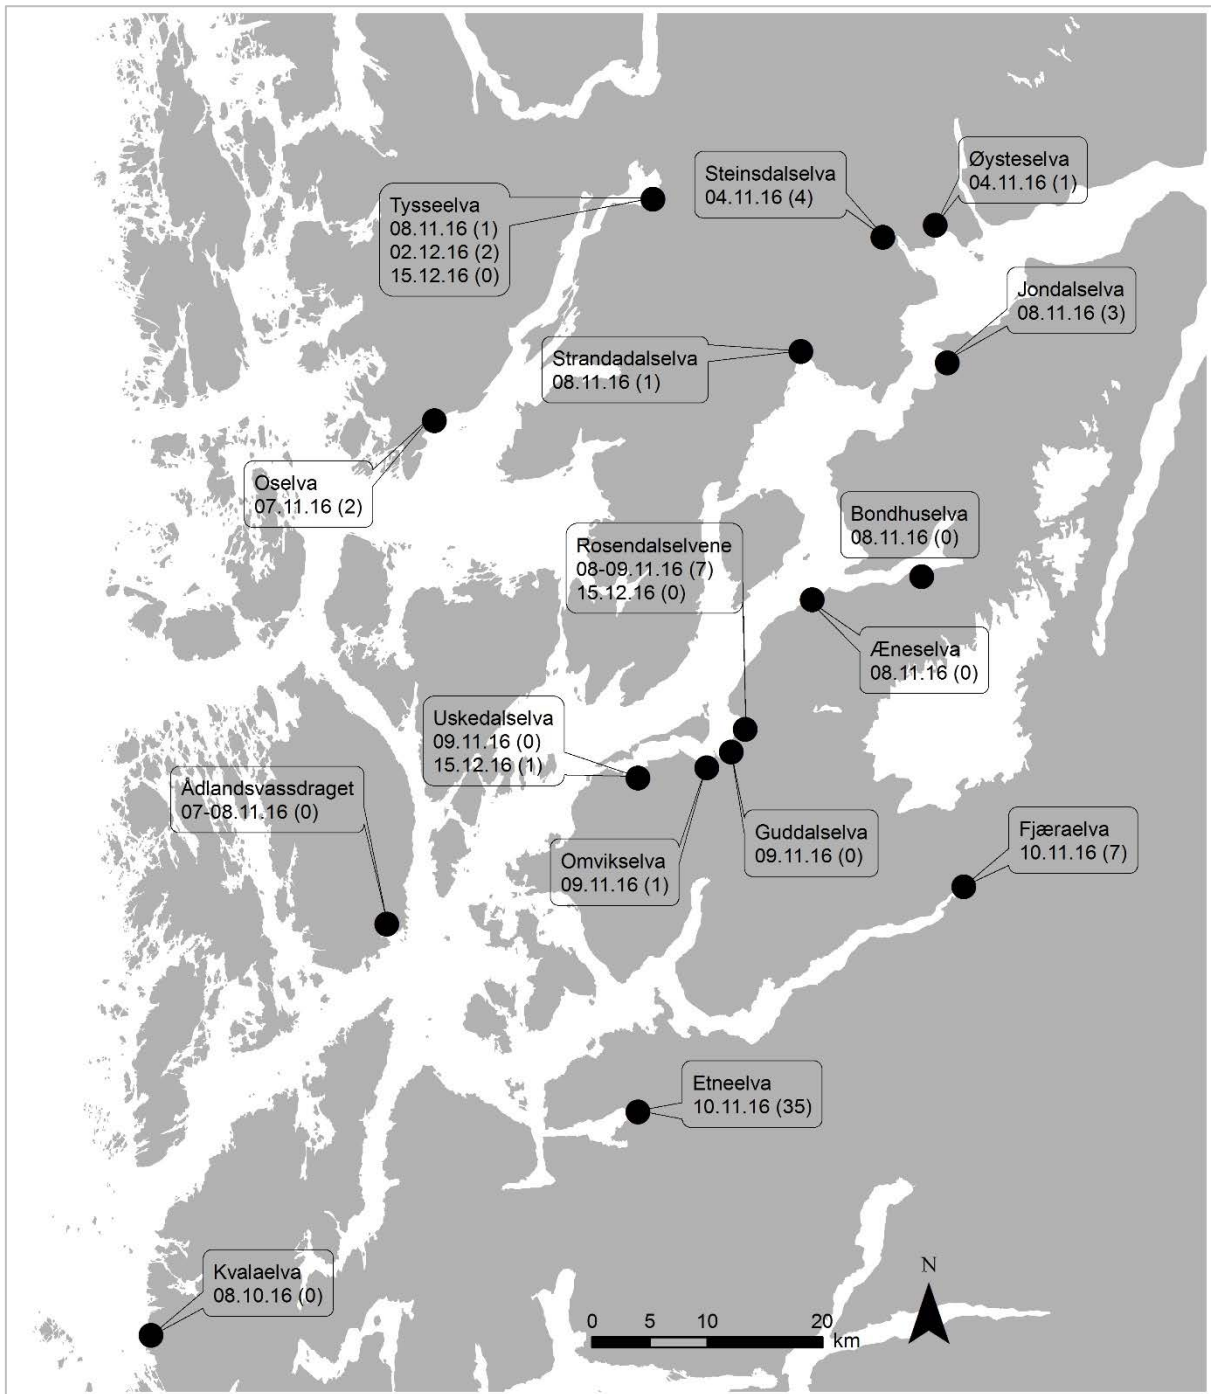 Øysteselva
04.11.16 (1)
Steinsdalselva
04.11.16 (4)
Tysseelva
08.11.16 (1)
02.12.16 (2)
15.12.16 (0)
Jondalselva
08.11.16 (3)
Strandadalselva
08.11.16 (1)
Oselva
07.11.16 (2)
Bondhuselva
08.11.16 (0)
Rosendalselvene
08-09.11.16 (7)
15.12.16 (0)
Æneselva
08.11.16 (0)
Uskedalselva
09.11.16 (0)
15.12.16 (1)
Ådlandsvassdraget
07-08.11.16 (0)
Guddalselva
09.11.16 (0)
Fjæraelva
10.11.16 (7)
Omvikselva
09.11.16 (1)
Etneelva
10.11.16 (35)
Kvalaelva
08.10.16 (0)
N
0 5 10 20
km